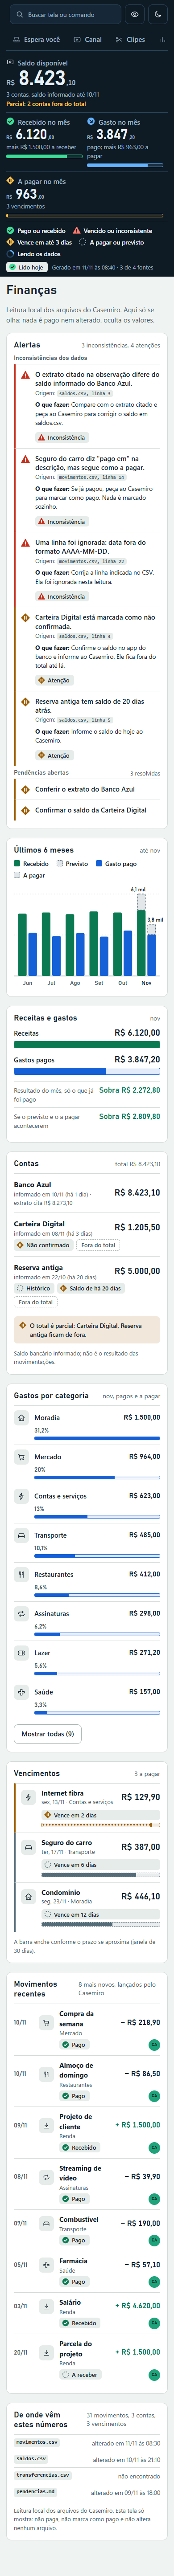 Buscar tela ou comando
Espera você
Canal
Clipes
Saldo disponível
R$ 8.423,10
3 contas, saldo informado até 10/11
Parcial: 2 contas fora do total
Recebido no mês
R$ 6.120,00
mais R$ 1.500,00 a receber
Gasto no mês
R$ 3.847,20
pago; mais R$ 963,00 a
pagar
A pagar no mês
R$ 963,00
3 vencimentos
Pago ou recebido
Vencido ou inconsistente
Vence em até 3 dias
A pagar ou previsto
Lendo os dados
Lido hoje
Gerado em 11/11 às 08:40 · 3 de 4 fontes
Finanças
Leitura local dos arquivos do Casemiro. Aqui só se
olha: nada é pago nem alterado. oculta os valores.
Alertas
3 inconsistências, 4 atenções
Inconsistências dos dados
O extrato citado na observação difere do
saldo informado do Banco Azul.
Origem: saldos.csv, linha 3
O que fazer: Compare com o extrato citado e
peça ao Casemiro para corrigir o saldo em
saldos.csv.
Inconsistência
Seguro do carro diz "pago em" na
descrição, mas segue como a pagar.
Origem: movimentos.csv, linha 18
O que fazer: Se já pagou, peça ao Casemiro
para marcar como pago. Nada é marcado
sozinho.
Inconsistência
Uma linha foi ignorada: data fora do
formato AAAA-MM-DD.
Origem: movimentos.csv, linha 22
O que fazer: Corrija a linha indicada no CSV.
Ela foi ignorada nesta leitura.
Inconsistência
Carteira Digital está marcada como não
confirmada.
Origem: saldos.csv, linha 4
O que fazer: Confirme o saldo no app do
banco e informe ao Casemiro. Ele fica fora do
total até lá.
Atenção
Reserva antiga tem saldo de 20 dias
atrás.
Origem: saldos.csv, linha 5
O que fazer: Informe o saldo de hoje ao
Casemiro.
Atenção
Pendências abertas
3 resolvidas
Conferir o extrato do Banco Azul
Confirmar o saldo da Carteira Digital
Últimos 6 meses
até nov
Recebido
Previsto
Gasto pago
A pagar
6,1 mil
3,8 mil
Jun
Jul
Ago
Set
Out
Nov
Receitas e gastos
nov
Receitas
R$ 6.120,00
Gastos pagos
R$ 3.847,20
Resultado do mês, só o que já
foi pago
Sobra R$ 2.272,80
Se o previsto e o a pagar
acontecerem
Sobra R$ 2.809,80
Contas
total R$ 8.423,10
Banco Azul
informado em 10/11 (há 1 dia) ·
extrato cita R$ 8.273,10
R$ 8.423,10
Carteira Digital
informado em 08/11 (há 3 dias)
R$ 1.205,50
Não confirmado
Fora do total
Reserva antiga
informado em 22/10 (há 20 dias)
R$ 5.000,00
Histórico
Saldo de há 20 dias
Fora do total
O total é parcial: Carteira Digital, Reserva
antiga ficam de fora.
Saldo bancário informado; não é o resultado das
movimentações.
Gastos por categoria
nov, pagos e a pagar
Moradia
R$ 1.500,00
31,2%
Mercado
R$ 964,00
20%
Contas e serviços
R$ 623,00
13%
Transporte
R$ 485,00
10,1%
Restaurantes
R$ 412,00
8,6%
Assinaturas
R$ 298,00
6,2%
Lazer
R$ 271,20
5,6%
Saúde
R$ 157,00
3,3%
Mostrar todas (9)
Vencimentos
3 a pagar
Internet fibra
sex, 13/11 · Contas e serviços
R$ 129,90
Vence em 2 dias
Seguro do carro
ter, 17/11 · Transporte
R$ 387,00
Vence em 6 dias
Condomínio
seg, 23/11 · Moradia
R$ 446,10
Vence em 12 dias
A barra enche conforme o prazo se aproxima (janela de
30 dias).
Movimentos
recentes
8 mais novos, lançados pelo
Casemiro
10/11
Compra da
semana
Mercado
− R$ 218,90
Pago
CA
10/11
Almoço de
domingo
Restaurantes
− R$ 86,50
Pago
CA
09/11
Projeto de
cliente
Renda
+ R$ 1.500,00
Recebido
CA
08/11
Streaming de
vídeo
Assinaturas
− R$ 39,90
Pago
CA
07/11
Combustível
Transporte
− R$ 190,00
Pago
CA
05/11
Farmácia
Saúde
− R$ 57,10
Pago
CA
03/11
Salário
Renda
+ R$ 4.620,00
Recebido
CA
20/11
Parcela do
projeto
Renda
+ R$ 1.500,00
A receber
CA
De onde vêm
estes números
31 movimentos, 3 contas,
3 vencimentos
movimentos.csv
alterado em 11/11 às 08:30
saldos.csv
alterado em 10/11 às 21:10
transferencias.csv
não encontrado
pendencias.md
alterado em 09/11 às 18:00
Leitura local dos arquivos do Casemiro. Esta tela só
mostra: não paga, não marca como pago e não altera
nenhum arquivo.